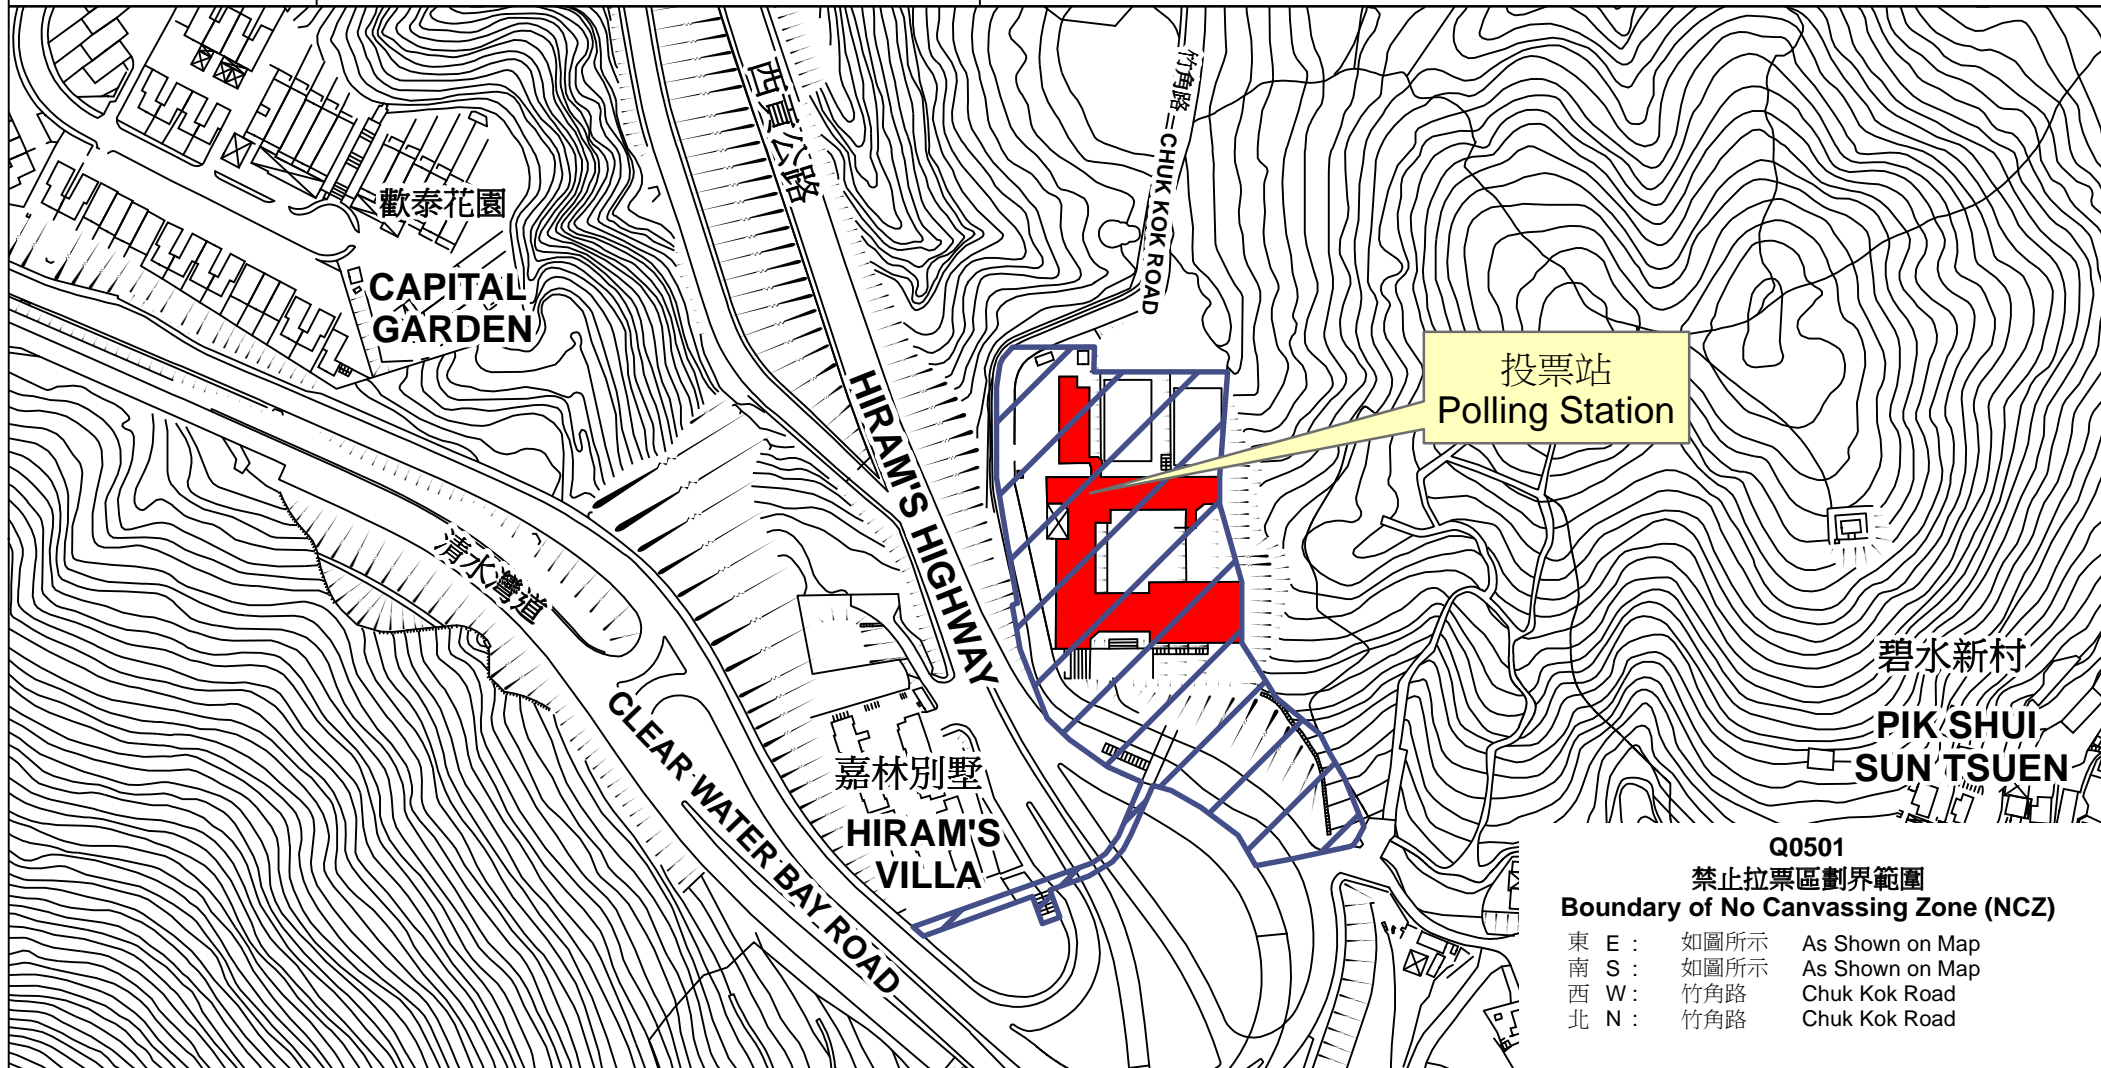 西貢公路
竹角路 = CHUK KOK ROAD
歡泰花園
CAPITAL
GARDEN
HIRAM'S HIGHWAY
投票站
Polling Station
清水灣道
CLEAR WATER BAY ROAD
嘉林別墅
HIRAM'S
VILLA
碧水新村
PIK SHUI
SUN TSUEN
Q0501
禁止拉票區劃界範圍
Boundary of No Canvassing Zone (NCZ)
東 E : 如圖所示 As Shown on Map
南 S : 如圖所示 As Shown on Map
西 W : 竹角路 Chuk Kok Road
北 N : 竹角路 Chuk Kok Road